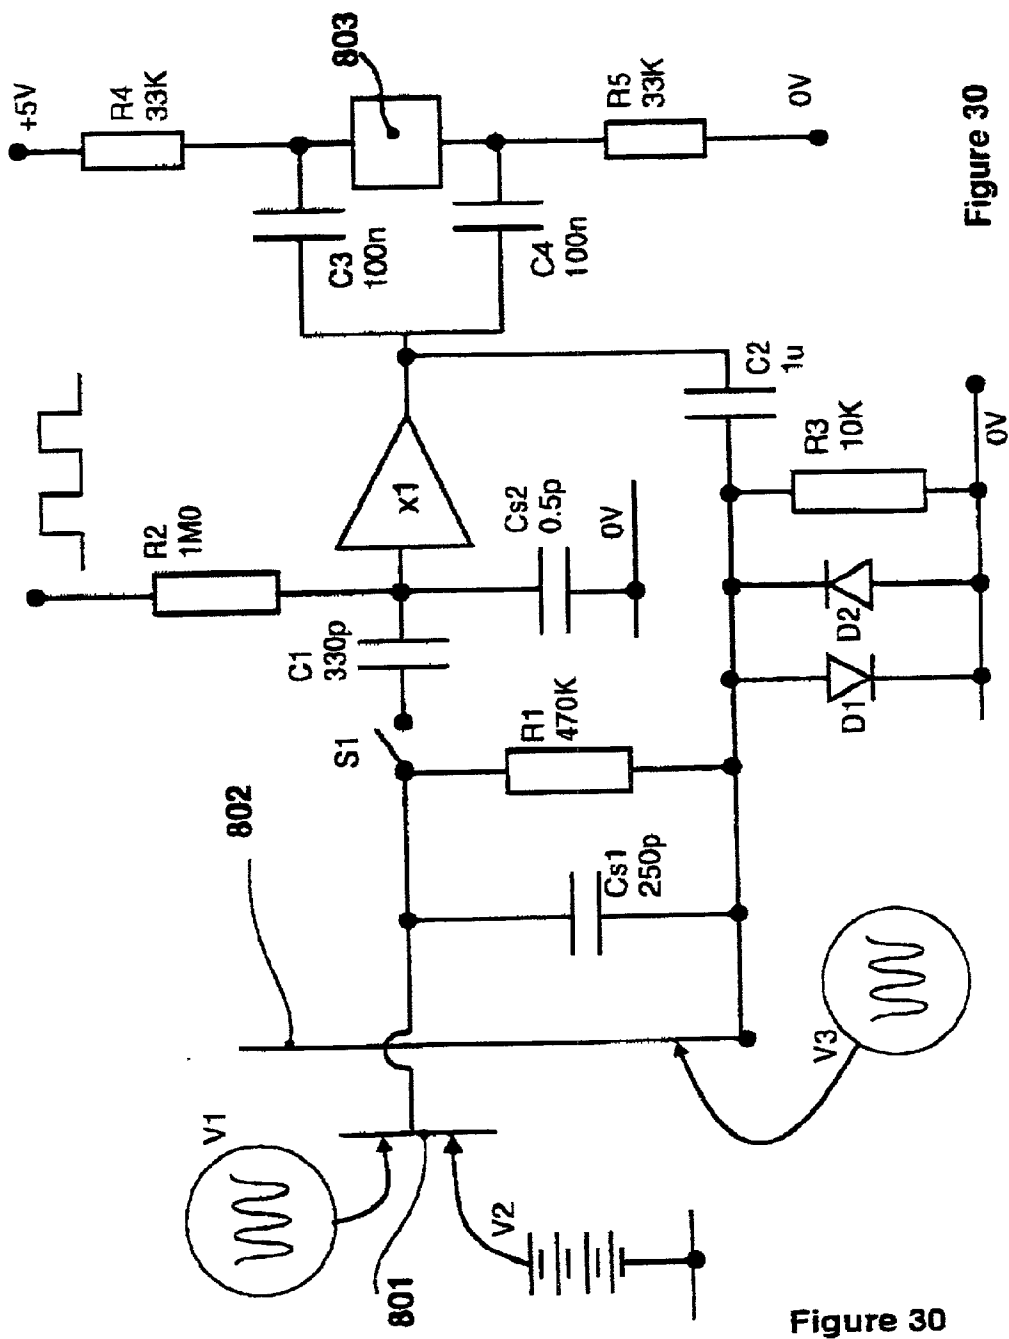 +5V
R4
33K
803
C3
100n
C4
100n
R5
33K
0V
R2
1M0
X1
C1
330p
Cs2
0.5p
0V
S1
R1
470K
C2
1u
R3
10K
D2
D1
0V
802
Cs1
250p
V1
V2
801
V3
Figure 30
Figure 30